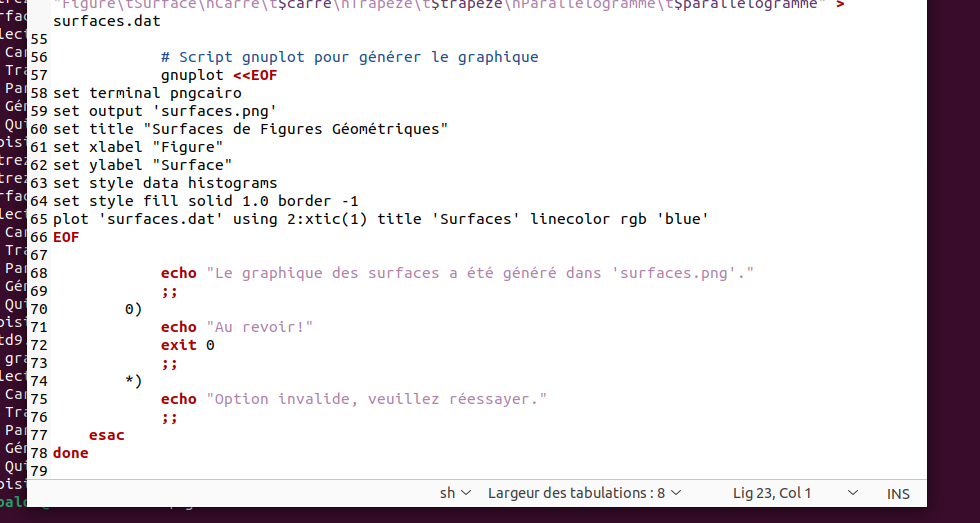 "Figure\tSurface\nCarré\t$carre\nTrapèze\t$trapeze\nParallélogramme\t$parallelogramme" >
surfaces.dat
55
56 # Script gnuplot pour générer le graphique
57 gnuplot <<EOF
58 set terminal pngcairo
59 set output 'surfaces.png'
60 set title "Surfaces de Figures Géométriques"
61 set xlabel "Figure"
62 set ylabel "Surface"
63 set style data histograms
64 set style fill solid 1.0 border -1
65 plot 'surfaces.dat' using 2:xtic(1) title 'Surfaces' linecolor rgb 'blue'
66 EOF
67
68 echo "Le graphique des surfaces a été généré dans 'surfaces.png'."
69 ;;
70 0)
71 echo "Au revoir!"
72 exit 0
73 ;;
74 *)
75 echo "Option invalide, veuillez réessayer."
76 ;;
77 esac
78 done
79
sh Largeur des tabulations : 8 Lig 23, Col 1 INS